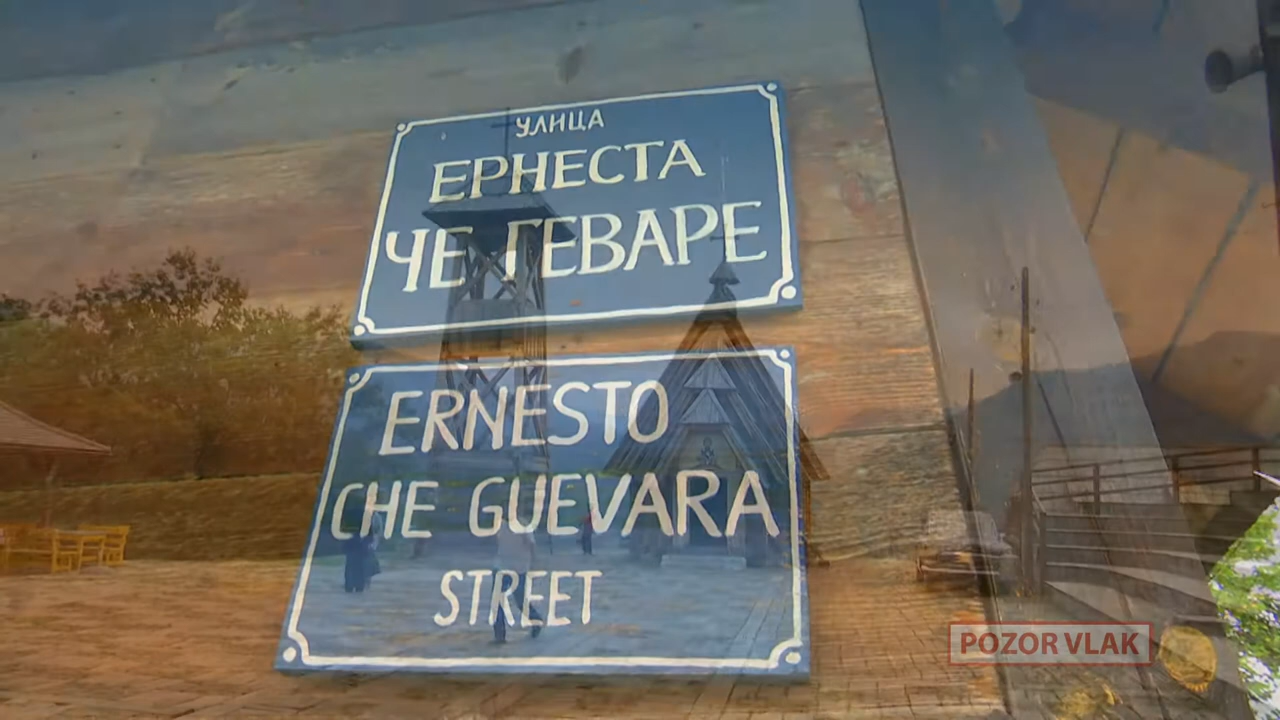 УЛИЦА
ЕРНЕСТА
ЧЕ ГЕВАРЕ
ERNESTO
CHE GUEVARA
STREET
POZOR VLAK